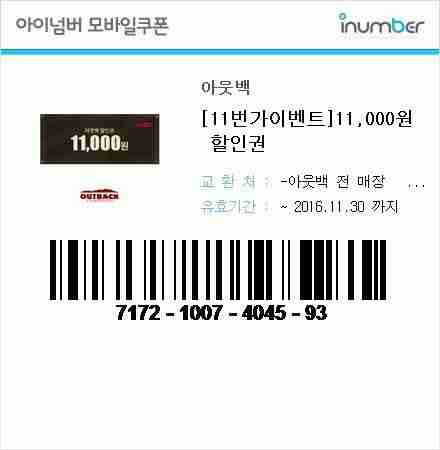 아이넘버 모바일쿠폰
inumber
아웃백
[11번가이벤트]11,000원
할인권
11,000원
OUTBACK
교 환 처 : -아웃백 전 매장 ...
유효기간 : ~ 2016.11.30 까지
7172 - 1007 - 4045 - 93